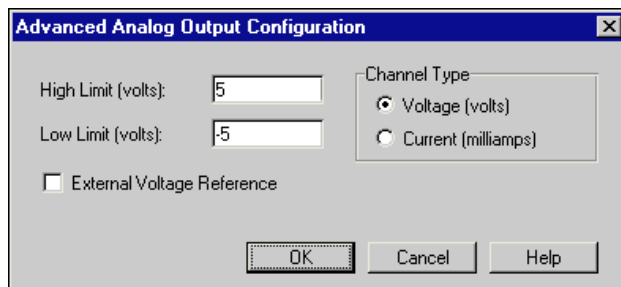 Advanced Analog Output Configuration
High Limit (volts): 5
Low Limit (volts): -5
Channel Type
Voltage (volts)
Current (milliamps)
External Voltage Reference
OK Cancel Help